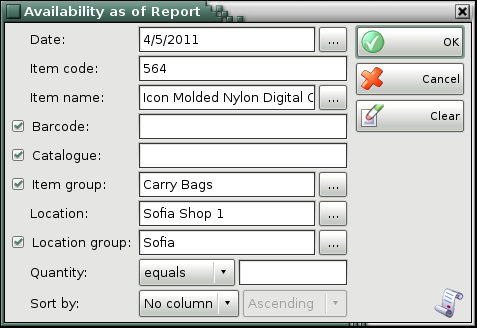 Availability as of Report
Date: 4/5/2011 ... OK
Item code: 564
Item name: Icon Molded Nylon Digital ... Cancel
Barcode: Clear
Catalogue:
Item group: Carry Bags ...
Location: Sofia Shop 1 ...
Location group: Sofia ...
Quantity: equals
Sort by: No column Ascending